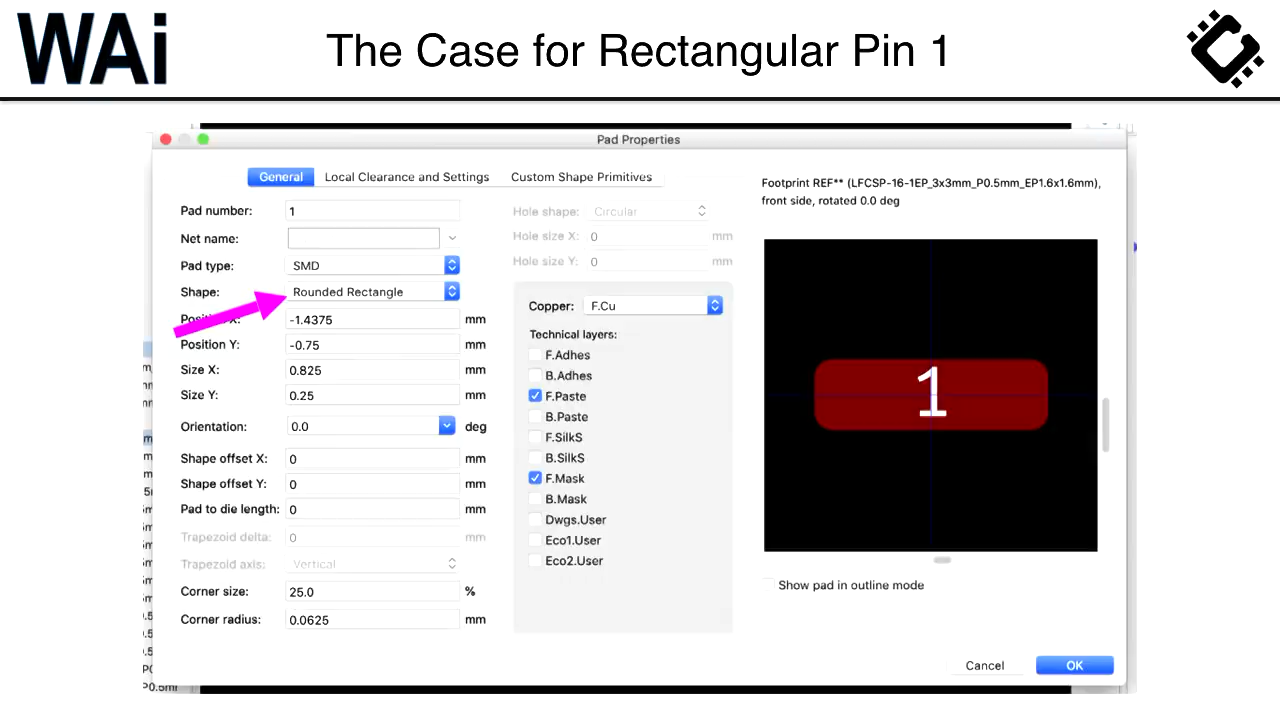 WAi
The Case for Rectangular Pin 1
Pad Properties
General
Local Clearance and Settings
Custom Shape Primitives
Pad number: 1
Net name:
Pad type: SMD
Shape: Rounded Rectangle
Position X: -1.4375 mm
Position Y: -0.75 mm
Size X: 0.825 mm
Size Y: 0.25 mm
Orientation: 0.0 deg
Shape offset X: 0 mm
Shape offset Y: 0 mm
Pad to die length: 0 mm
Trapezoid delta: 0 mm
Trapezoid axis: Vertical
Corner size: 25.0 %
Corner radius: 0.0625 mm
Hole shape: Circular
Hole size X: 0 mm
Hole size Y: 0 mm
Copper: F.Cu
Technical layers:
F.Adhes
B.Adhes
F.Paste
B.Paste
F.SilkS
B.SilkS
F.Mask
B.Mask
Dwgs.User
Eco1.User
Eco2.User
Footprint REF** (LFCSP-16-1EP_3x3mm_P0.5mm_EP1.6x1.6mm),
front side, rotated 0.0 deg
1
Show pad in outline mode
Cancel
OK